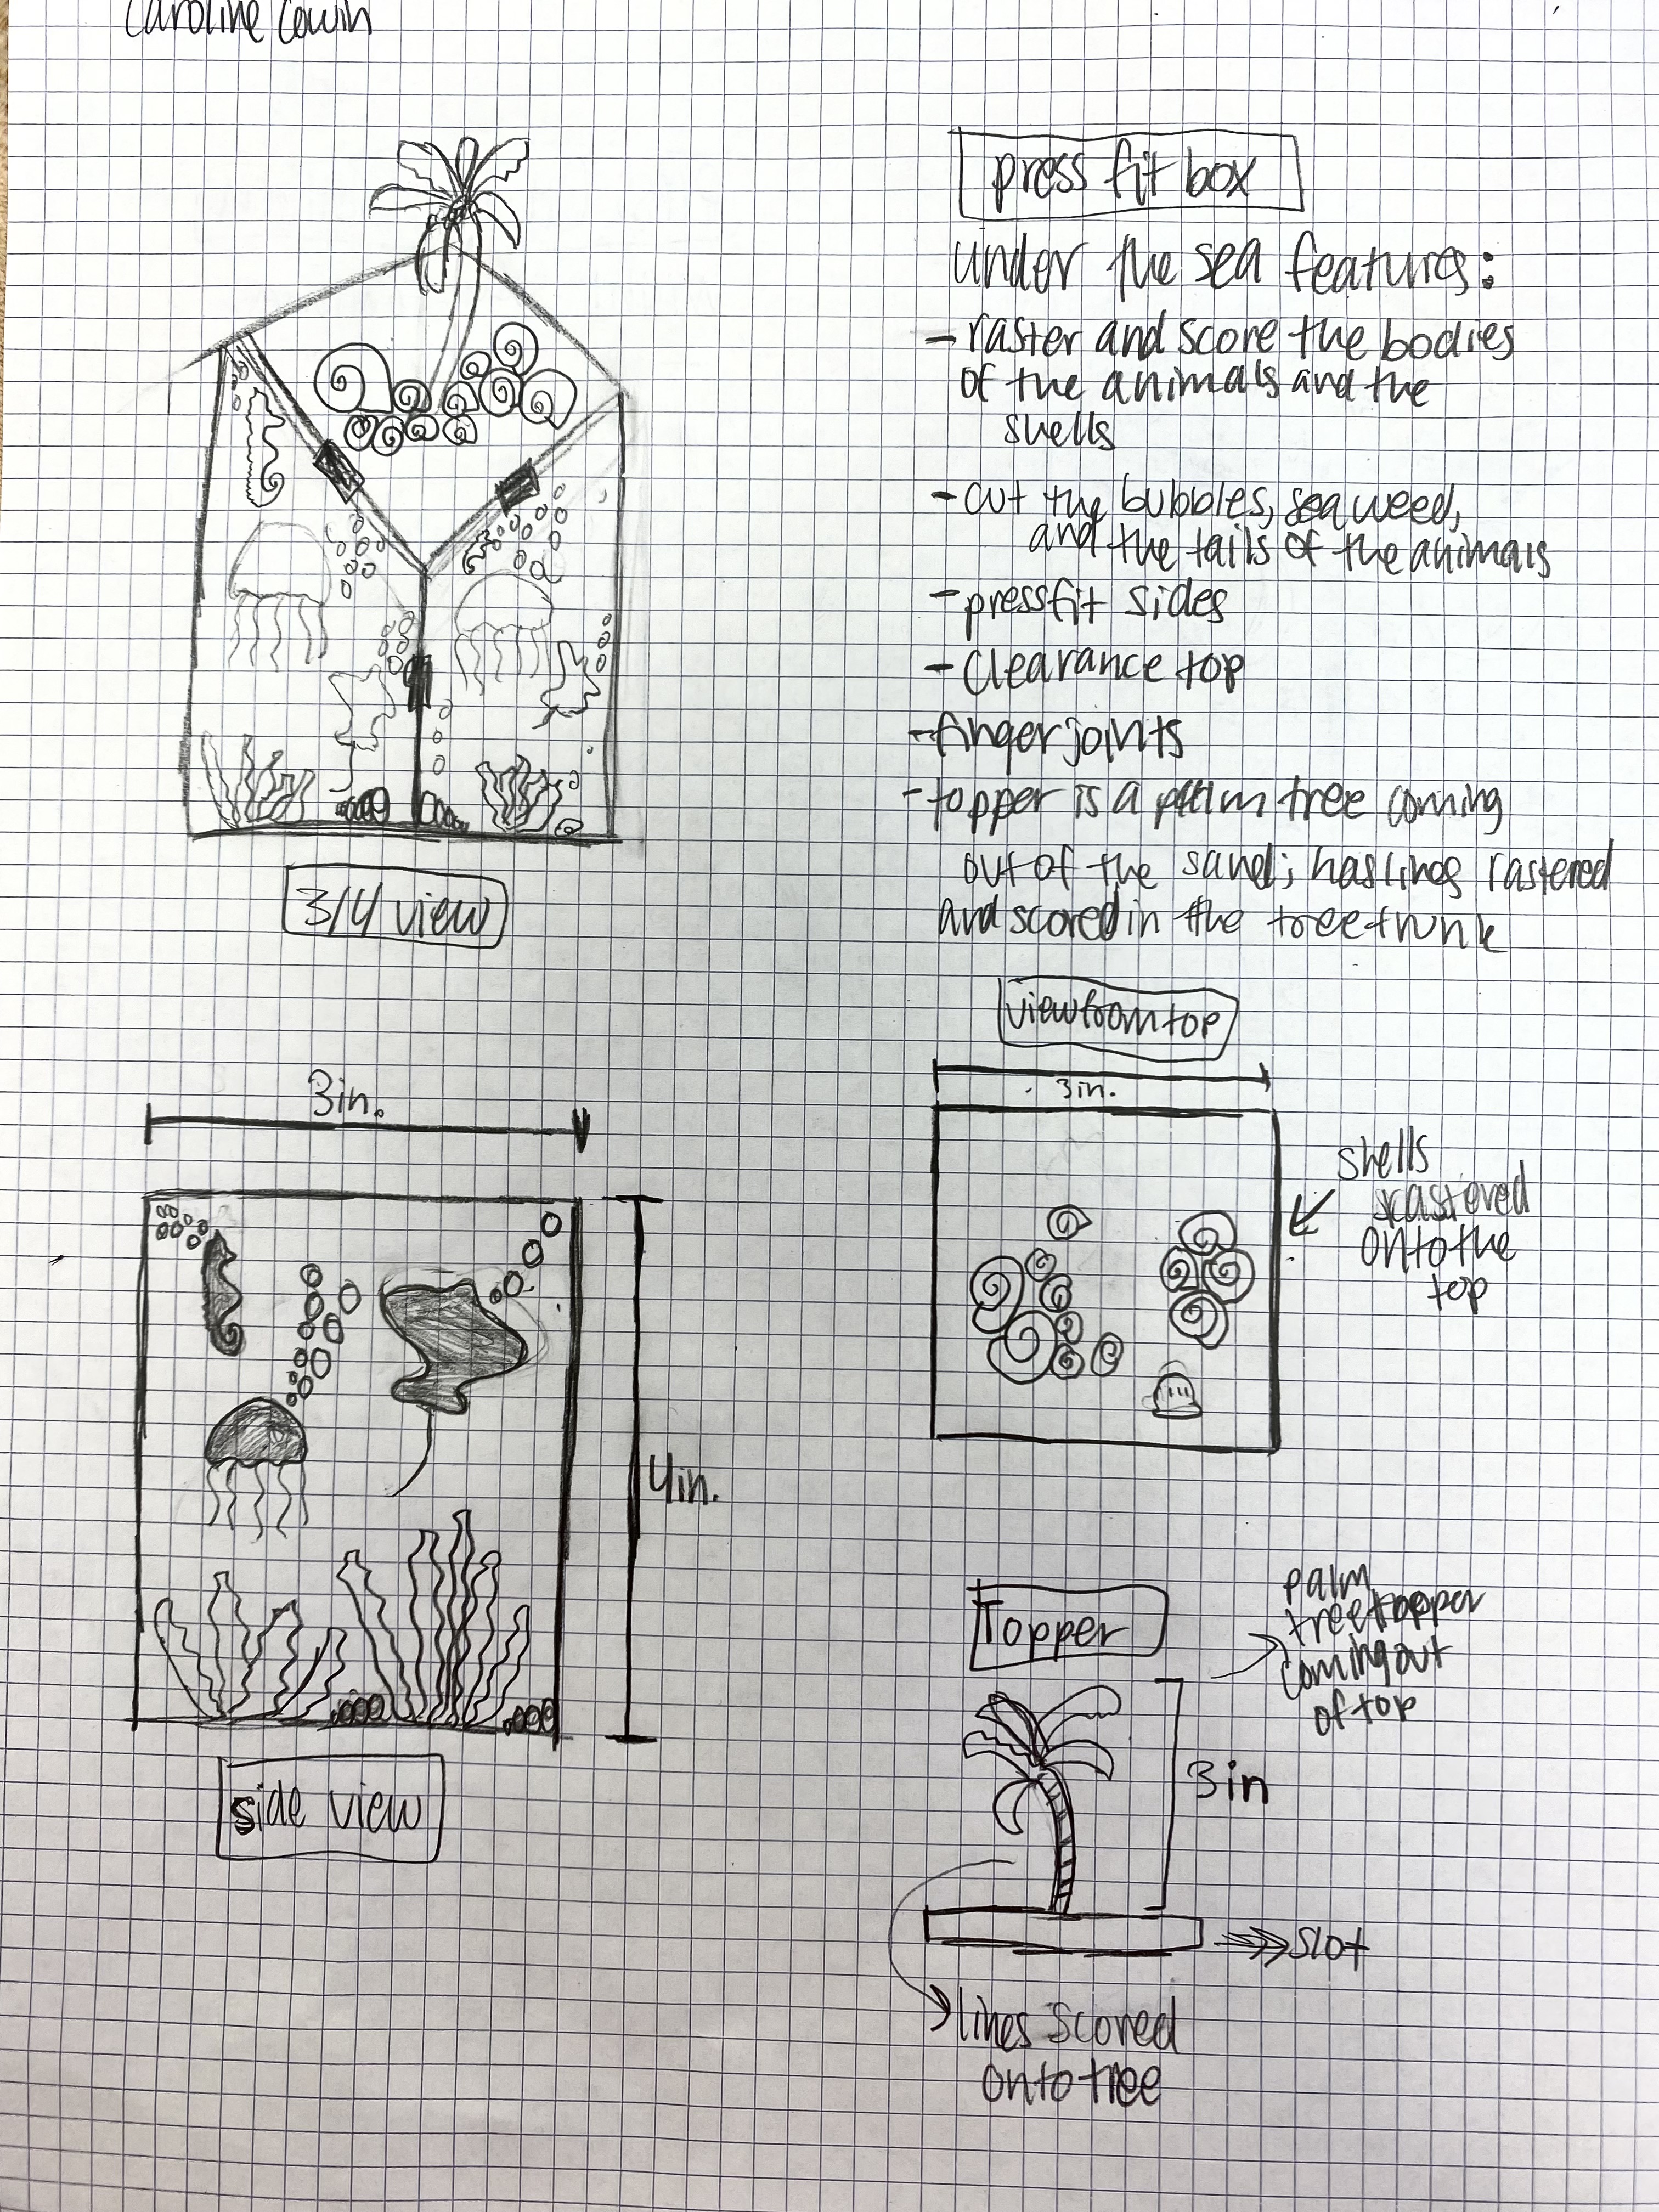 Caroline Cowin
press fit box
under the sea features:
- raster and score the bodies
of the animals and the
shells
- cut the bubbles, seaweed,
and the tails of the animals
- pressfit sides
- Clearance top
- finger joints
- topper is a palm tree coming
out of the sand; has lines rastered
and scored in the tree trunk
3/4 view
view from top
3in.
3in.
shells
rastered
onto the
top
4in.
side view
Topper
palm
tree topper
coming out
of top
3in
slot
lines scored
onto tree